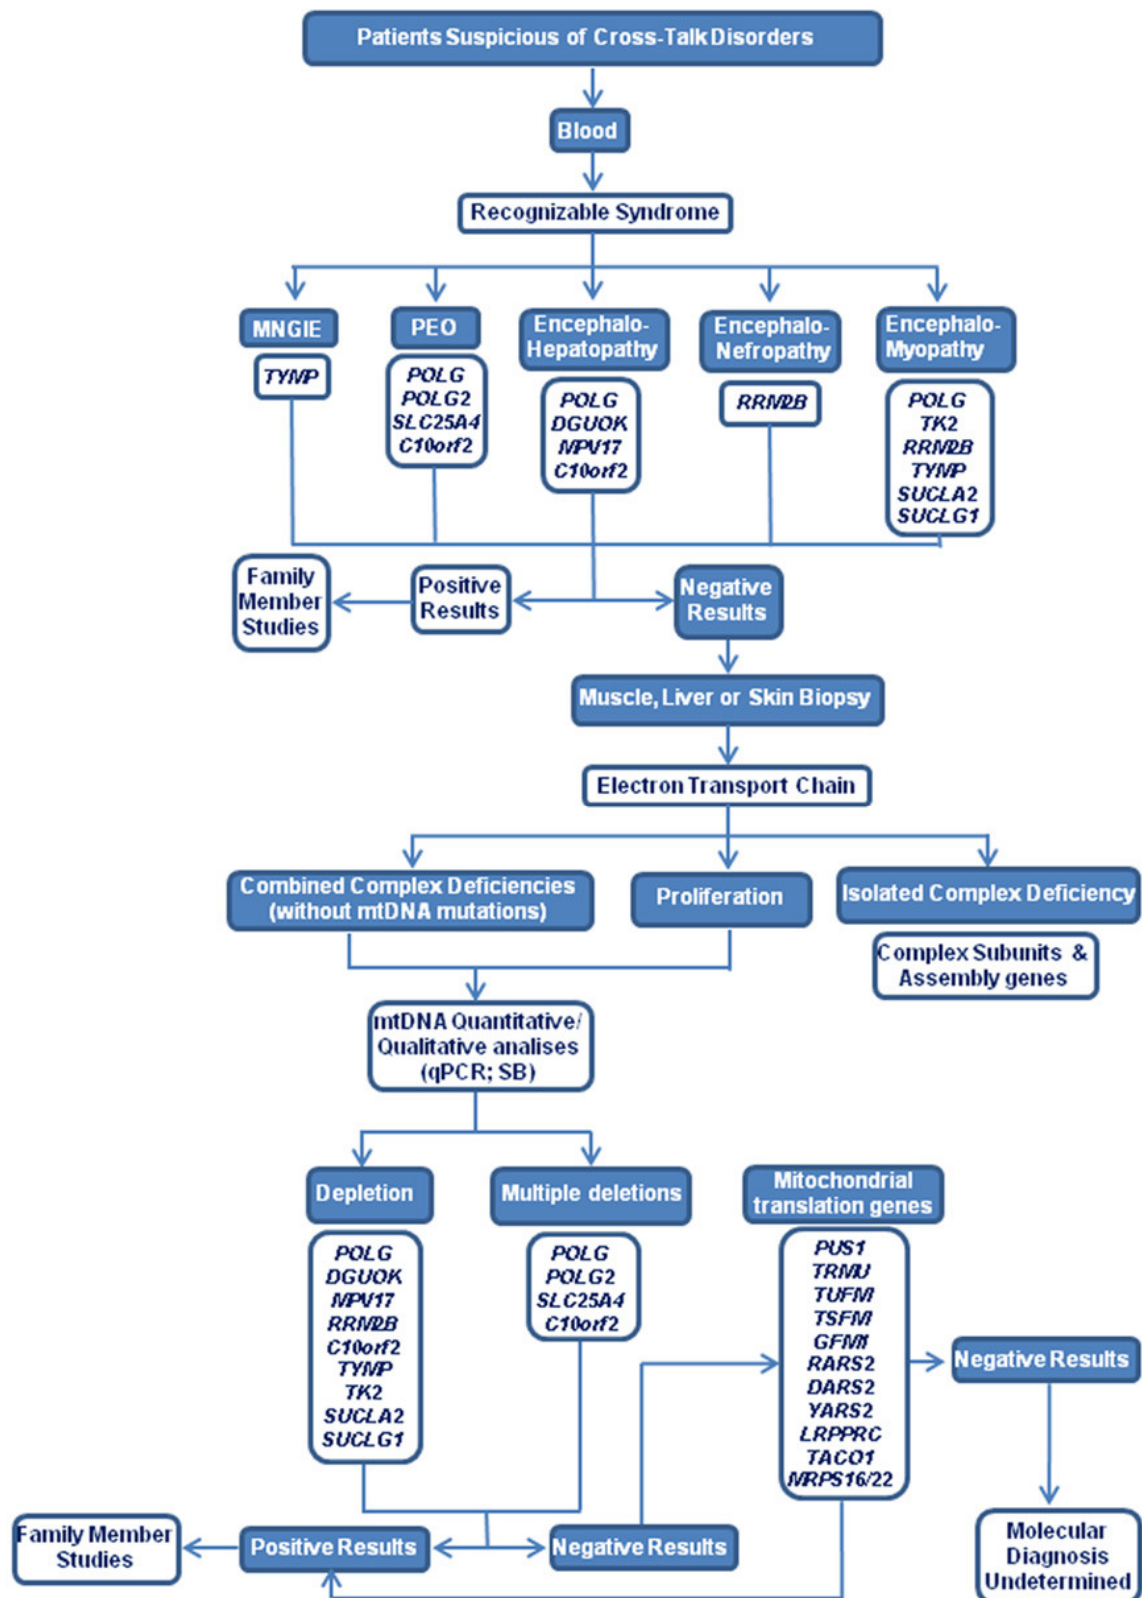 Patients Suspicious of Cross-Talk Disorders
Blood
Recognizable Syndrome
MNGIE
TYMP
PEO
POLG
POLG2
SLC25A4
C10orf2
Encephalo-
Hepatopathy
POLG
DGUOK
MPV17
C10orf2
Encephalo-
Nefropathy
RRM2B
Encephalo-
Myopathy
POLG
TK2
RRM2B
TYMP
SUCLA2
SUCLG1
Family
Member
Studies
Positive
Results
Negative
Results
Muscle, Liver or Skin Biopsy
Electron Transport Chain
Combined Complex Deficiencies
(without mtDNA mutations)
Proliferation
Isolated Complex Deficiency
Complex Subunits &
Assembly genes
mtDNA Quantitative/
Qualitative analises
(qPCR; SB)
Depletion
POLG
DGUOK
MPV17
RRM2B
C10orf2
TYMP
TK2
SUCLA2
SUCLG1
Multiple deletions
POLG
POLG2
SLC25A4
C10orf2
Mitochondrial
translation genes
PUS1
TRMU
TUFM
TSFM
GFM1
RARS2
DARS2
YARS2
LRPPRC
TACO1
MRPS16/22
Negative Results
Family Member
Studies
Positive Results
Negative Results
Molecular
Diagnosis
Undetermined